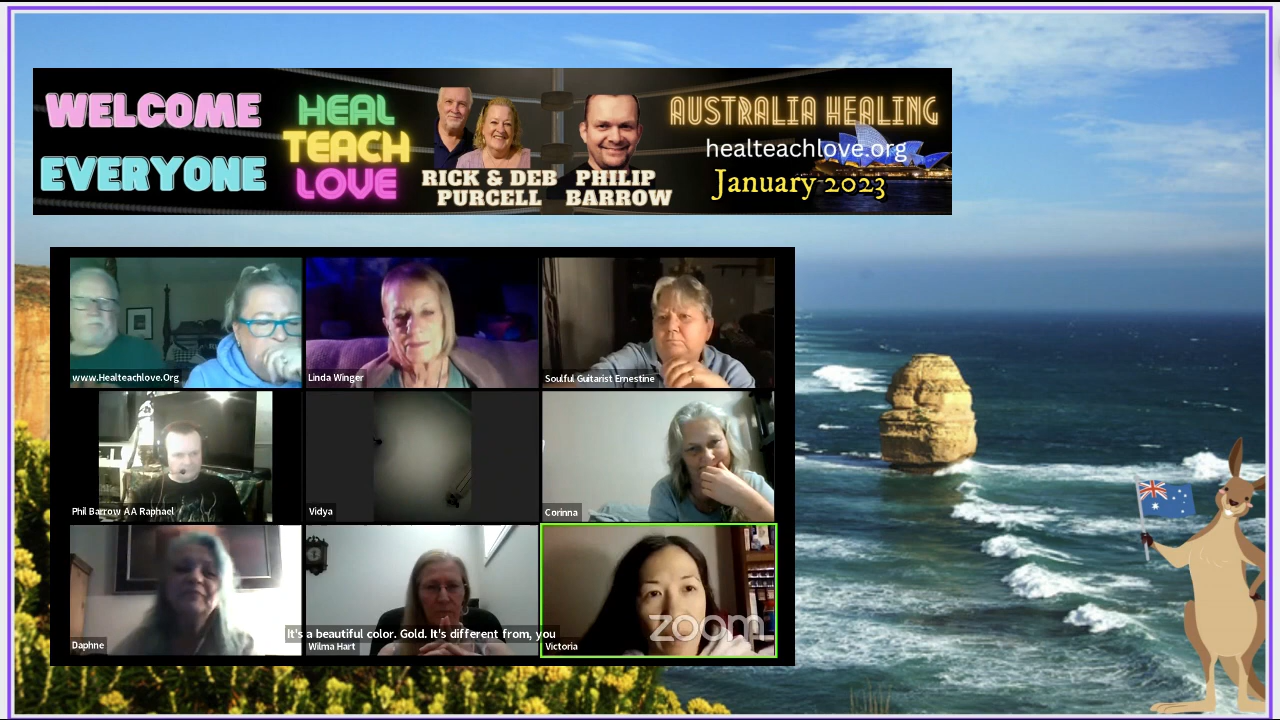 WELCOME
EVERYONE
HEAL
TEACH
LOVE
RICK & DEB
PURCELL
PHILIP
BARROW
AUSTRALIA HEALING
healteachlove.org
January 2023
www.Healteachlove.Org
Linda Winger
Soulful Guitarist Ernestine
Phil Barrow AA Raphael
Vidya
Corinna
Daphne
It's a beautiful color. Gold. It's different from, you
Wilma Hart
Victoria
zoom